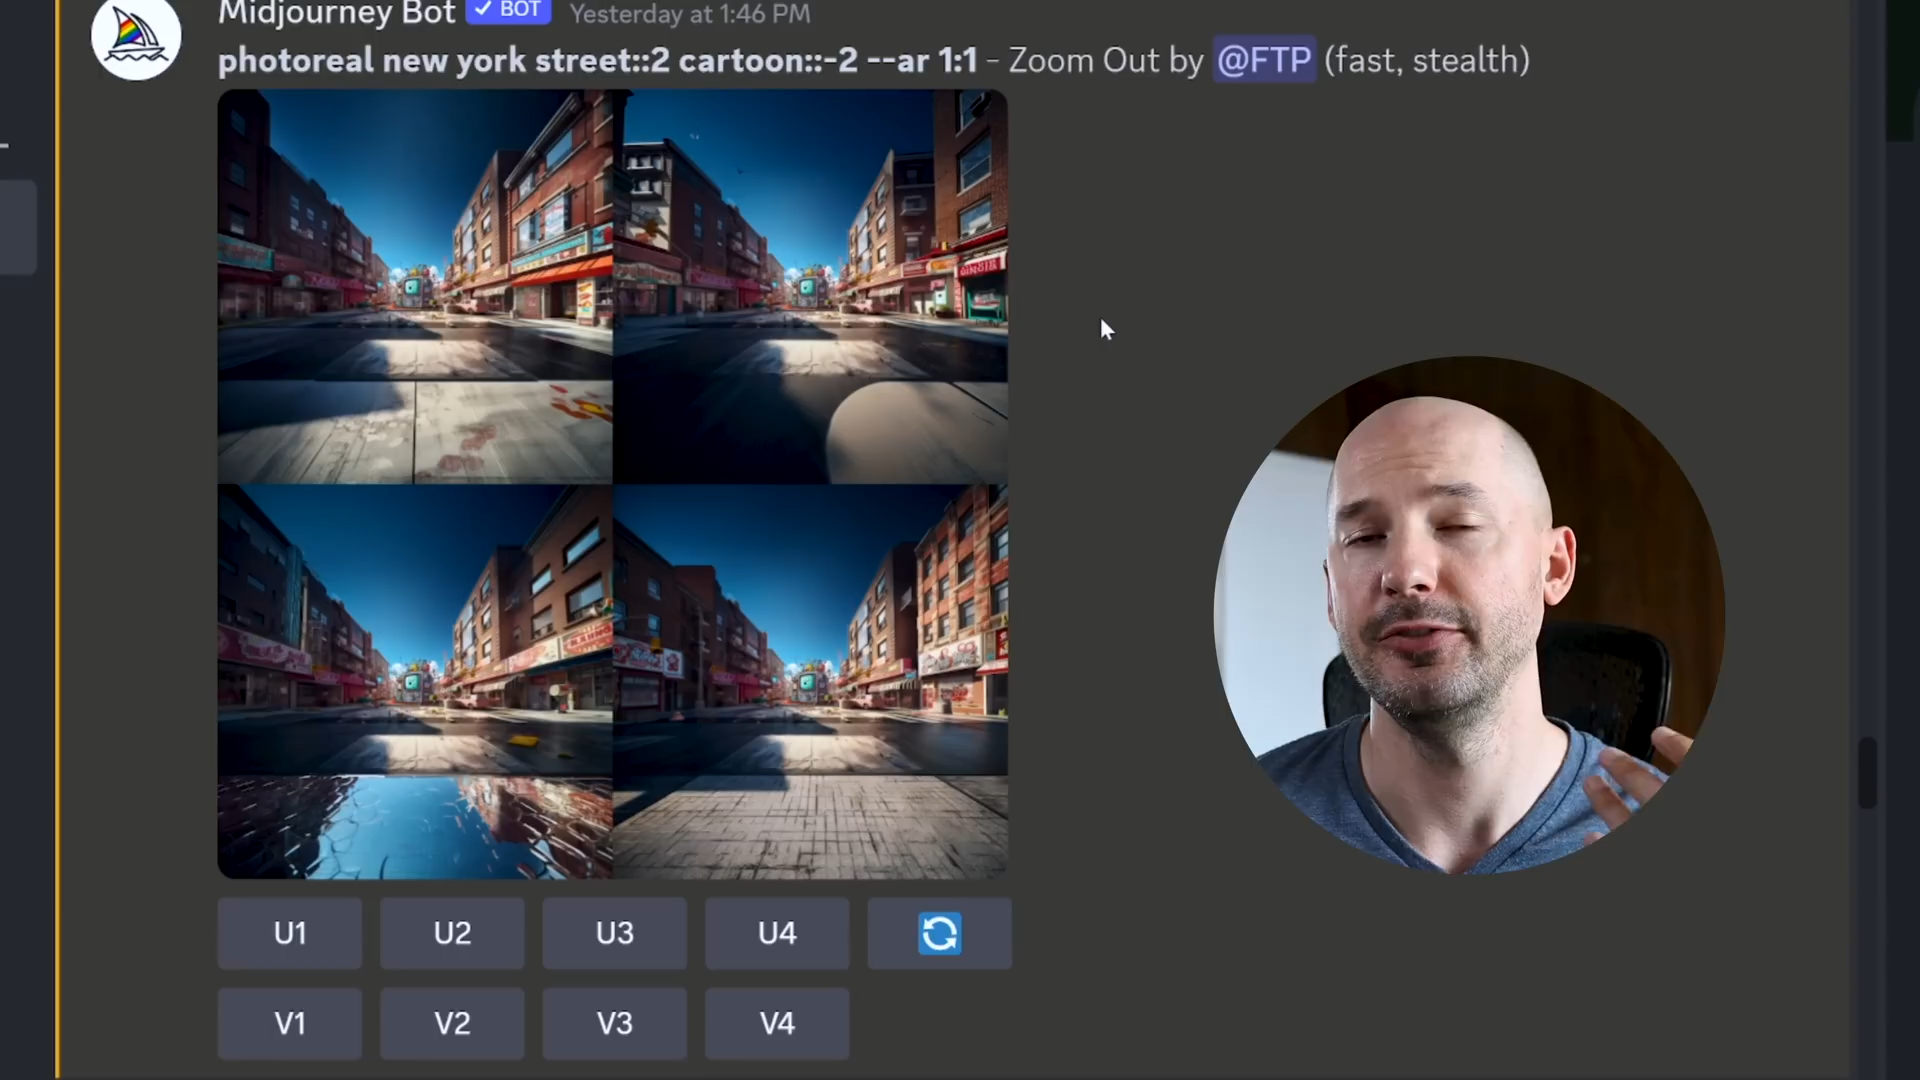 Midjourney Bot ✓ BOT Yesterday at 1:46 PM
photoreal new york street::2 cartoon::-2 --ar 1:1 - Zoom Out by @FTP (fast, stealth)
U1 U2 U3 U4
V1 V2 V3 V4